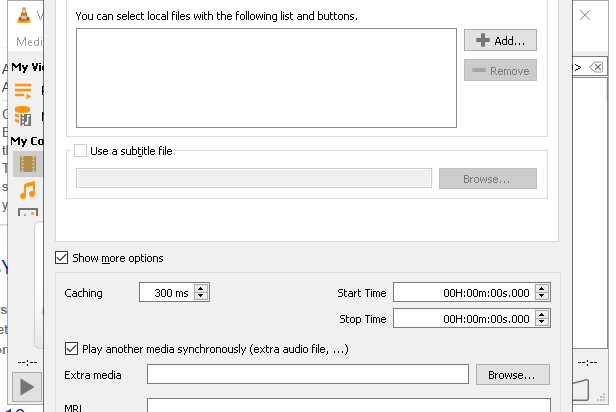 V
Medi
You can select local files with the following list and buttons.
Add...
My Vi
Remove
>
My Co
Use a subtitle file
Browse...
Show more options
Caching
300 ms
Start Time
00H:00m:00s.000
Stop Time
00H:00m:00s.000
Play another media synchronously (extra audio file, ...)
--:--
--:--
Extra media
Browse...
MRL